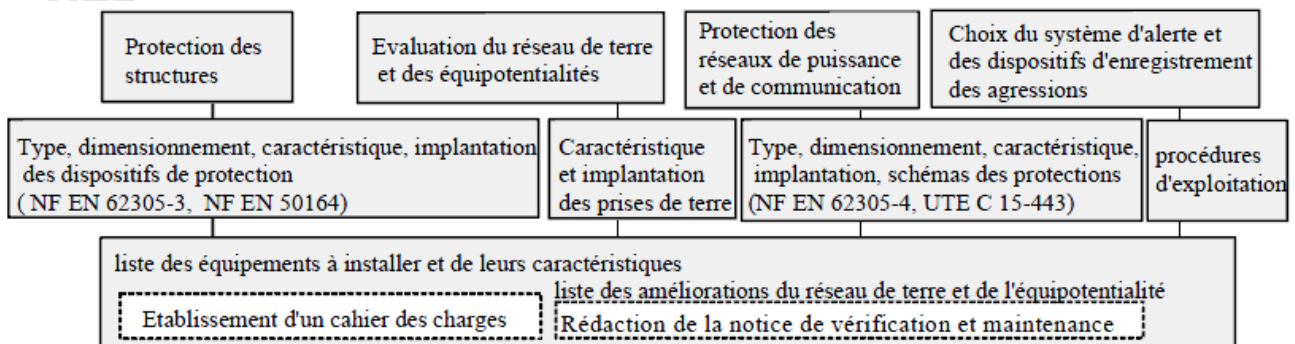 Protection des
structures
Evaluation du réseau de terre
et des équipotentialités
Protection des
réseaux de puissance
et de communication
Choix du système d'alerte et
des dispositifs d'enregistrement
des agressions
Type, dimensionnement, caractéristique, implantation
des dispositifs de protection
( NF EN 62305-3, NF EN 50164)
Caractéristique
et implantation
des prises de terre
Type, dimensionnement, caractéristique,
implantation, schémas des protections
(NF EN 62305-4, UTE C 15-443)
procédures
d'exploitation
liste des équipements à installer et de leurs caractéristiques
liste des améliorations du réseau de terre et de l'équipotentialité
Etablissement d'un cahier des charges
Rédaction de la notice de vérification et maintenance